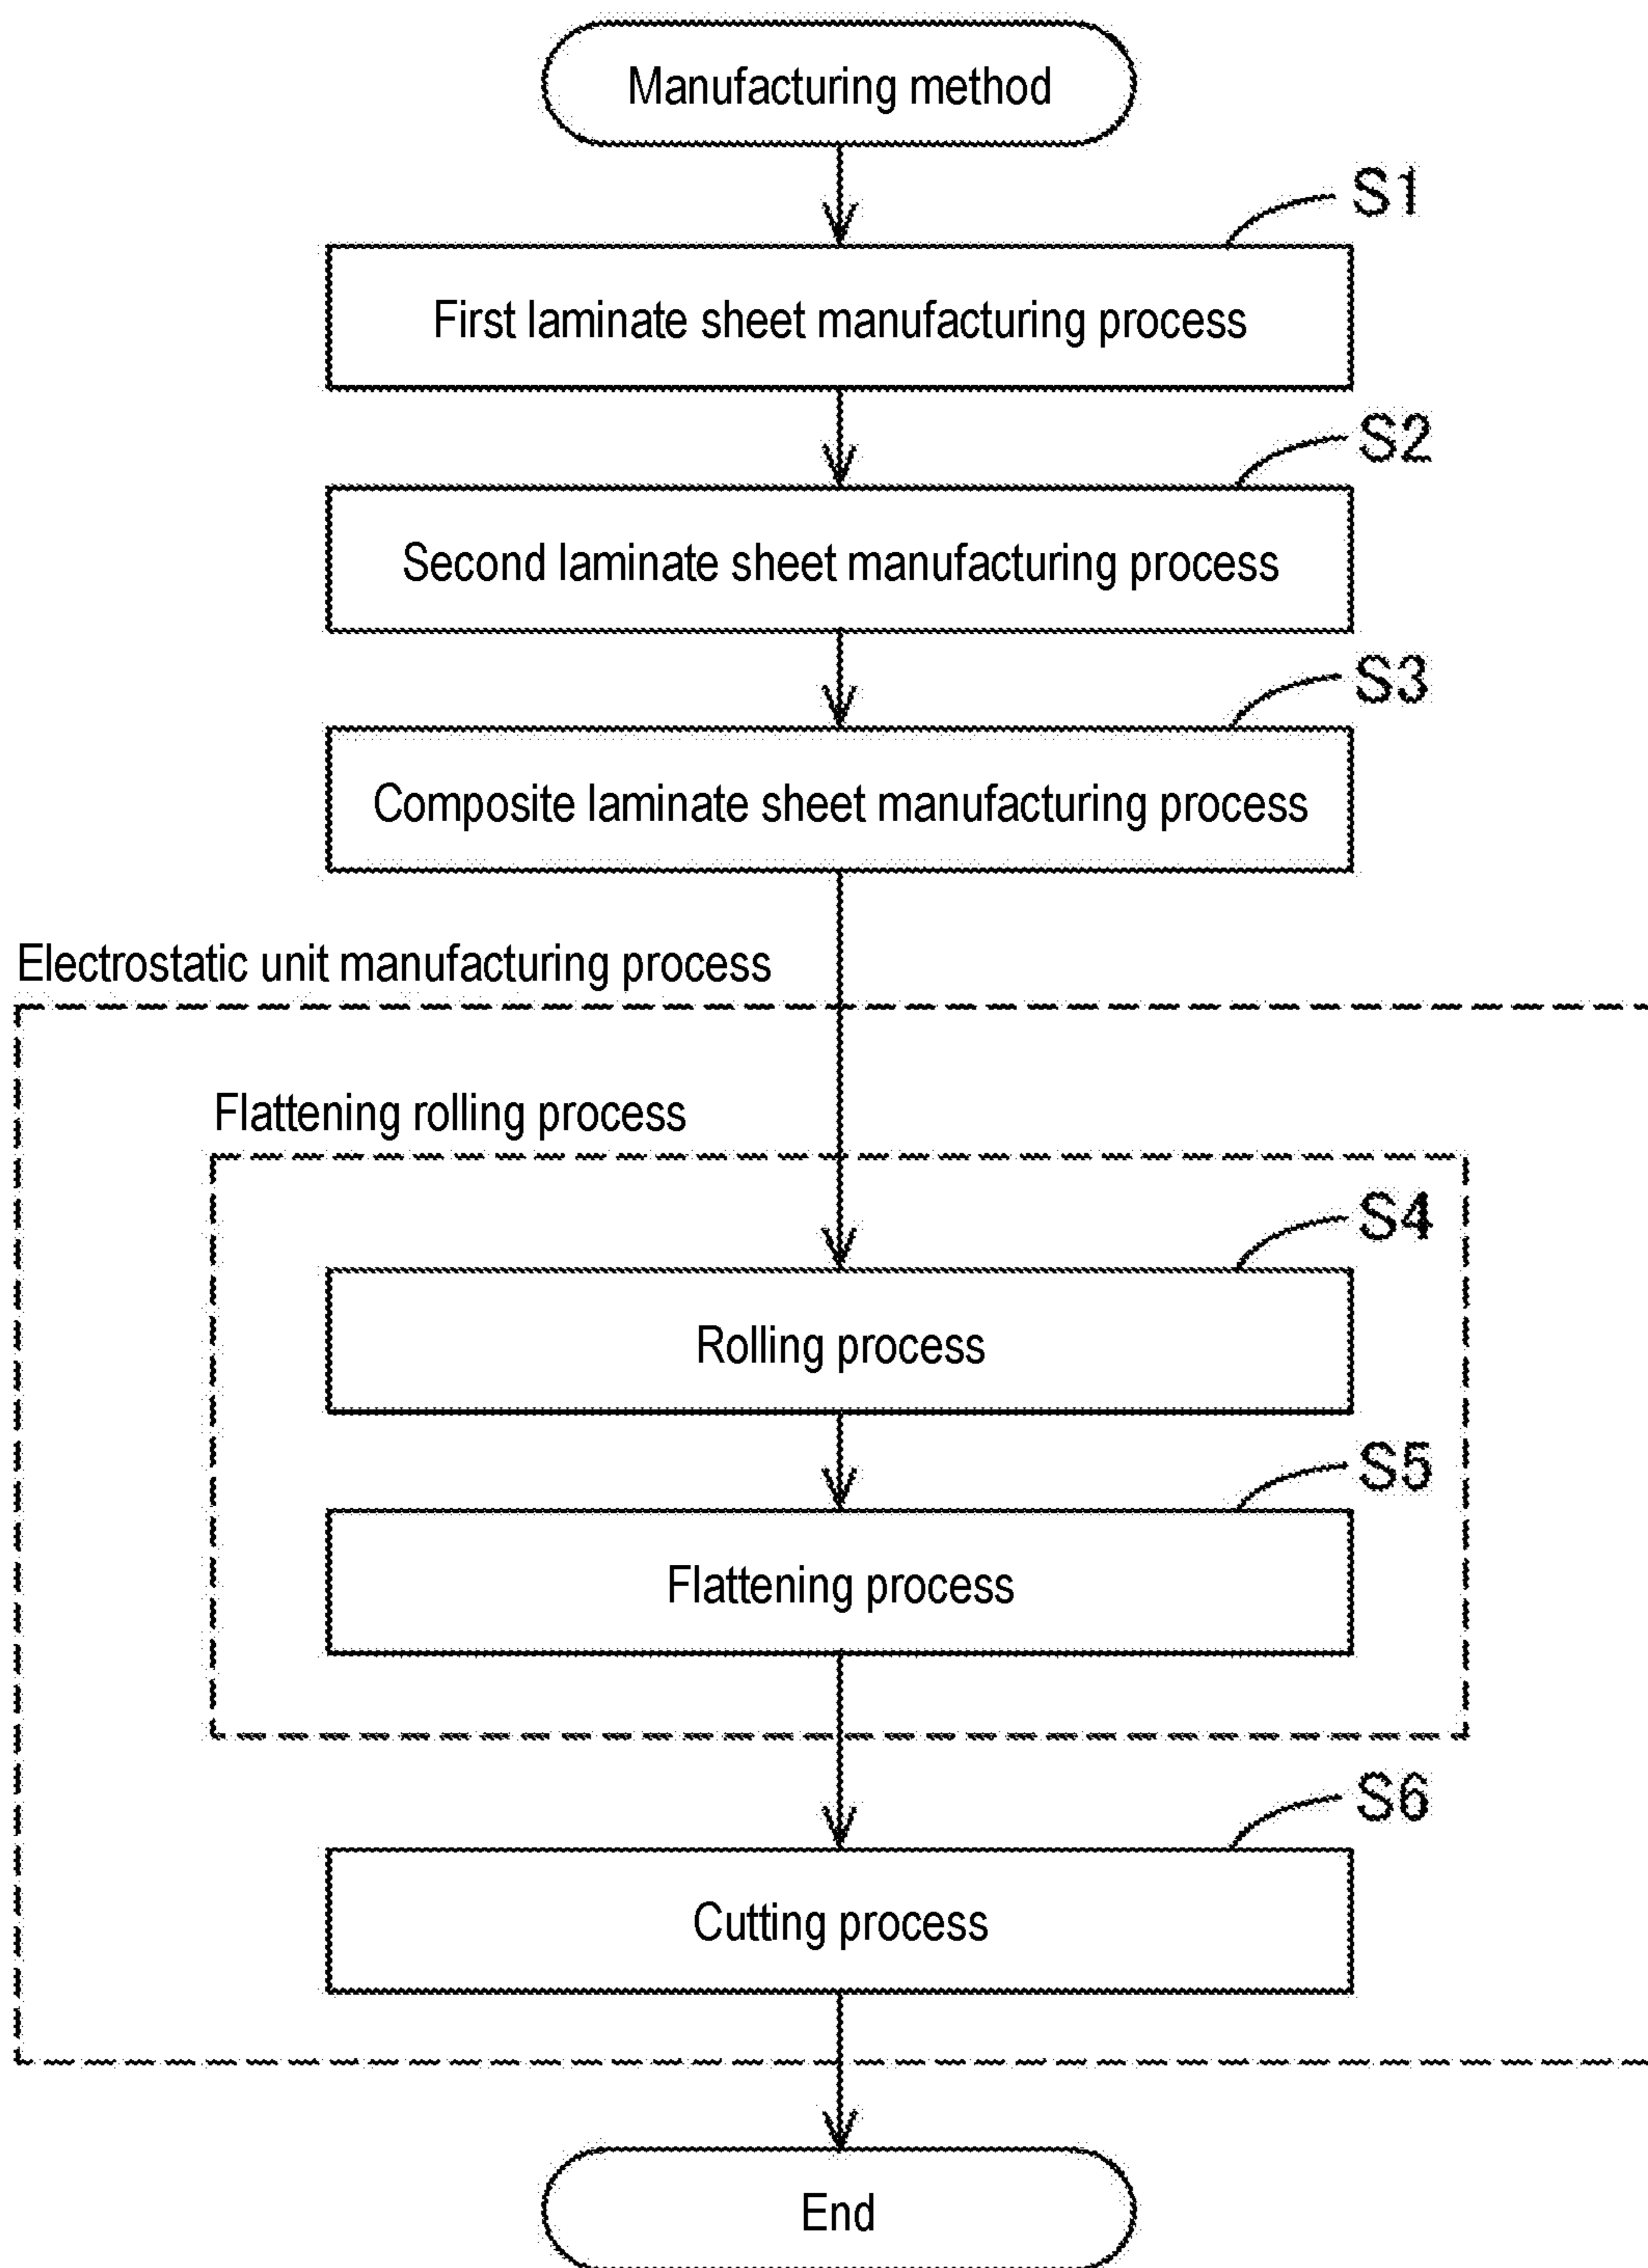 Manufacturing method
S1
First laminate sheet manufacturing process
S2
Second laminate sheet manufacturing process
S3
Composite laminate sheet manufacturing process
Electrostatic unit manufacturing process
Flattening rolling process
S4
Rolling process
S5
Flattening process
S6
Cutting process
End